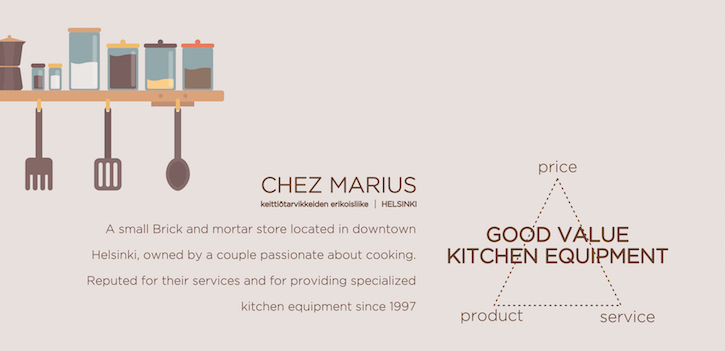 CHEZ MARIUS
keittiötarvikkeiden erikoisliike | HELSINKI
A small Brick and mortar store located in downtown
Helsinki, owned by a couple passionate about cooking.
Reputed for their services and for providing specialized
kitchen equipment since 1997
price
GOOD VALUE
KITCHEN EQUIPMENT
product
service